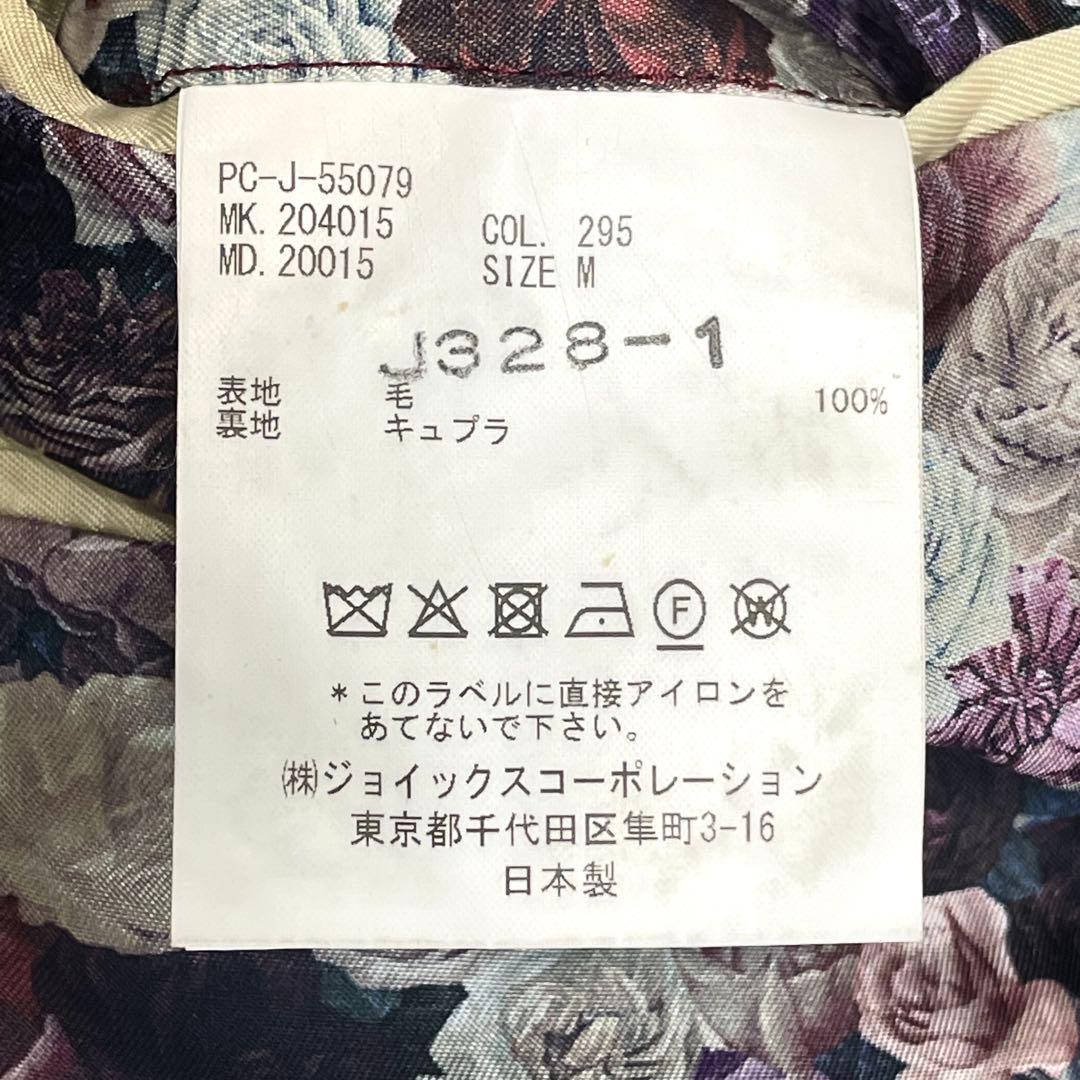 PC-J-55079
MK. 204015
MD. 20015
COL. 295
SIZE M
J328-1
表地 毛 100%
裏地 キュプラ
F
W
*このラベルに直接アイロンを
あてないで下さい。
㈱ジョイックスコーポレーション
東京都千代田区隼町3-16
日本製